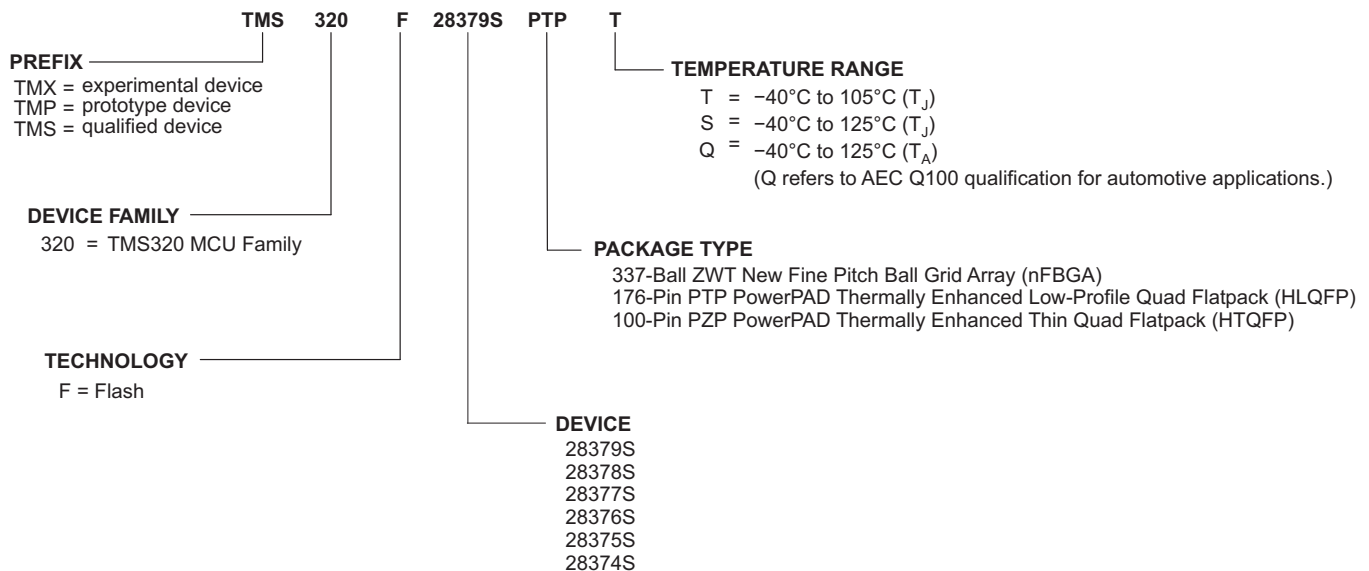 TMS 320 F 28379S PTP T
PREFIX
TMX = experimental device
TMP = prototype device
TMS = qualified device
TEMPERATURE RANGE
T = −40°C to 105°C (TJ)
S = −40°C to 125°C (TJ)
Q = −40°C to 125°C (TA)
(Q refers to AEC Q100 qualification for automotive applications.)
DEVICE FAMILY
320 = TMS320 MCU Family
PACKAGE TYPE
337-Ball ZWT New Fine Pitch Ball Grid Array (nFBGA)
176-Pin PTP PowerPAD Thermally Enhanced Low-Profile Quad Flatpack (HLQFP)
100-Pin PZP PowerPAD Thermally Enhanced Thin Quad Flatpack (HTQFP)
TECHNOLOGY
F = Flash
DEVICE
28379S
28378S
28377S
28376S
28375S
28374S